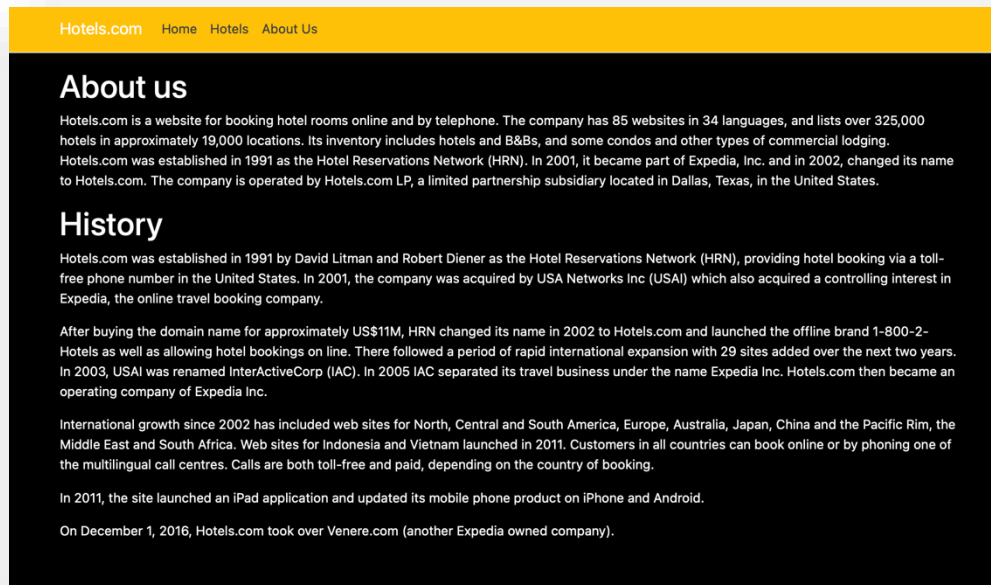 Hotels.com Home Hotels About Us
About us
Hotels.com is a website for booking hotel rooms online and by telephone. The company has 85 websites in 34 languages, and lists over 325,000
hotels in approximately 19,000 locations. Its inventory includes hotels and B&Bs, and some condos and other types of commercial lodging.
Hotels.com was established in 1991 as the Hotel Reservations Network (HRN). In 2001, it became part of Expedia, Inc. and in 2002, changed its name
to Hotels.com. The company is operated by Hotels.com LP, a limited partnership subsidiary located in Dallas, Texas, in the United States.
History
Hotels.com was established in 1991 by David Litman and Robert Diener as the Hotel Reservations Network (HRN), providing hotel booking via a toll-
free phone number in the United States. In 2001, the company was acquired by USA Networks Inc (USAI) which also acquired a controlling interest in
Expedia, the online travel booking company.
After buying the domain name for approximately US$11M, HRN changed its name in 2002 to Hotels.com and launched the offline brand 1-800-2-
Hotels as well as allowing hotel bookings on line. There followed a period of rapid international expansion with 29 sites added over the next two years.
In 2003, USAI was renamed InterActiveCorp (IAC). In 2005 IAC separated its travel business under the name Expedia Inc. Hotels.com then became an
operating company of Expedia Inc.
International growth since 2002 has included web sites for North, Central and South America, Europe, Australia, Japan, China and the Pacific Rim, the
Middle East and South Africa. Web sites for Indonesia and Vietnam launched in 2011. Customers in all countries can book online or by phoning one of
the multilingual call centres. Calls are both toll-free and paid, depending on the country of booking.
In 2011, the site launched an iPad application and updated its mobile phone product on iPhone and Android.
On December 1, 2016, Hotels.com took over Venere.com (another Expedia owned company).